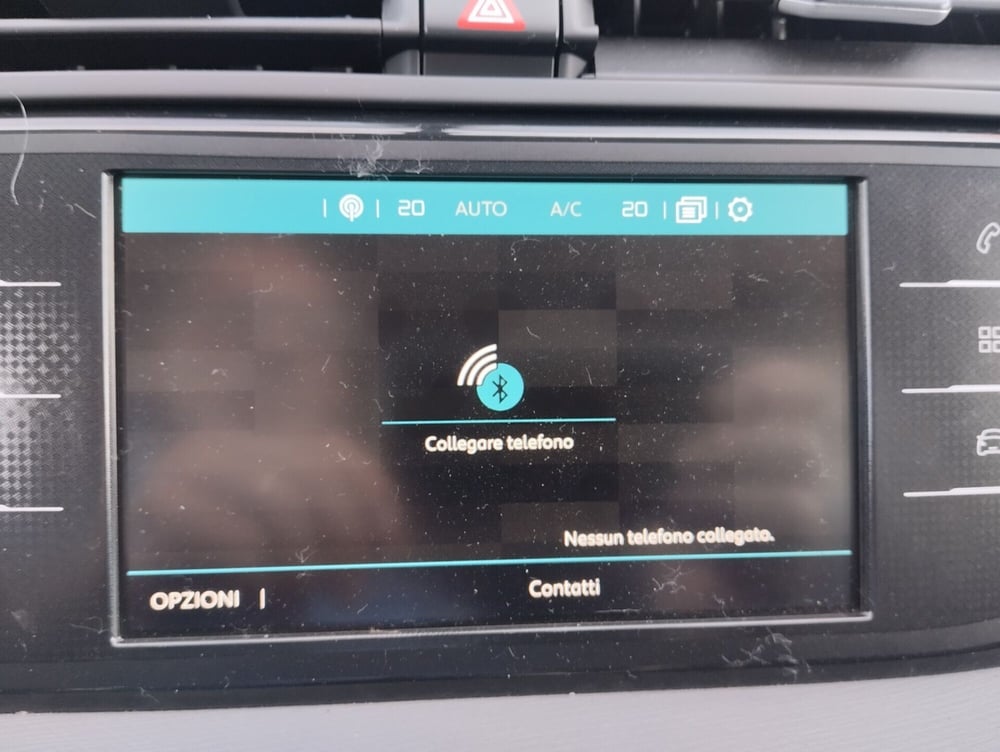 20 AUTO A/C 20
Collegare telefono
Nessun telefono collegato.
OPZIONI
Contatti